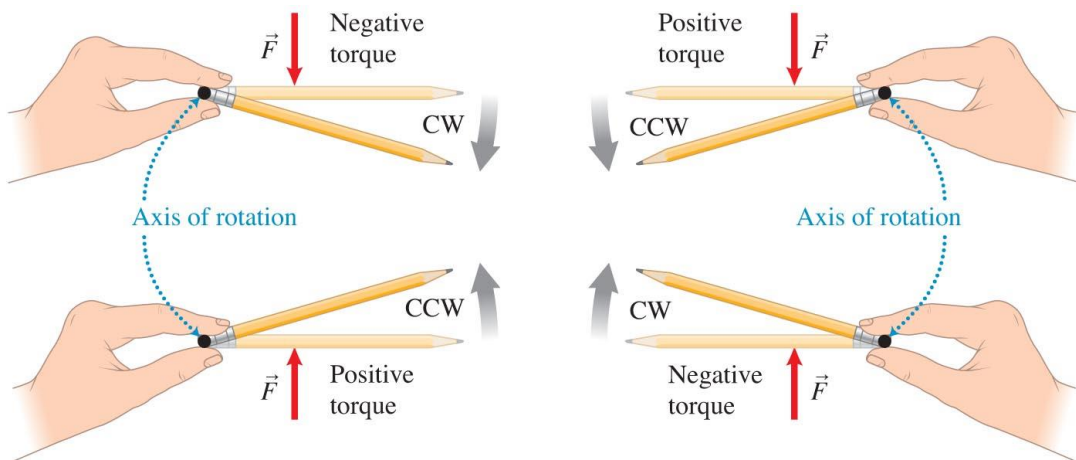 F⃗
Negative
torque
CW
Positive
torque
F⃗
CCW
Axis of rotation
Axis of rotation
CCW
F⃗
Positive
torque
CW
Negative
torque
F⃗